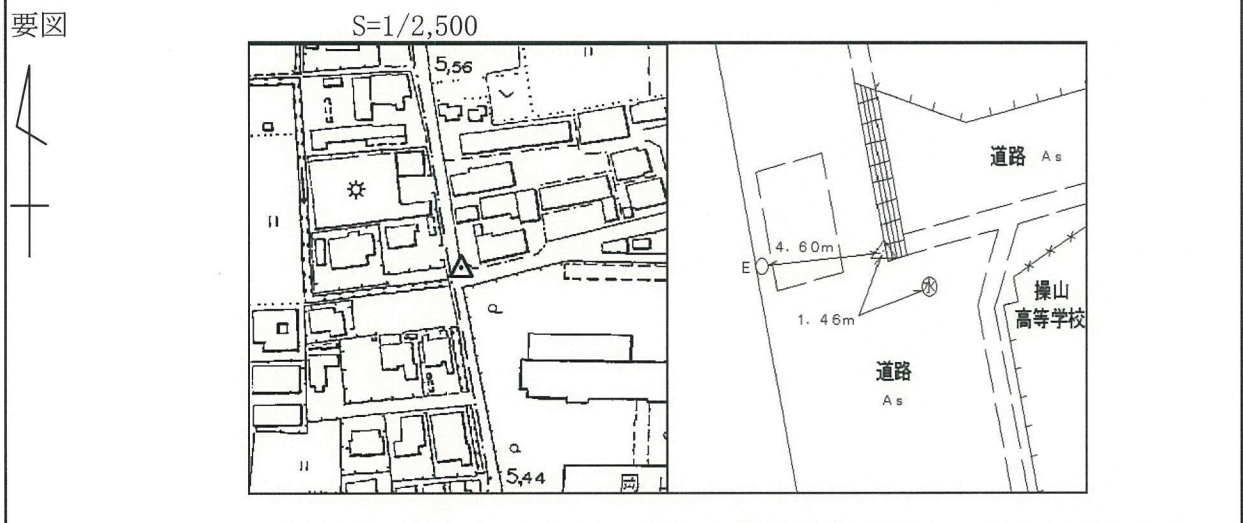 要図
S=1/2,500
5,56
5,44
道路 As
4.60m
E
水
1.46m
操山
高等学校
道路
As